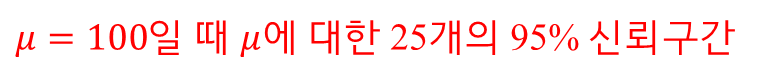 μ = 100일 때 μ에 대한 25개의 95% 신뢰구간